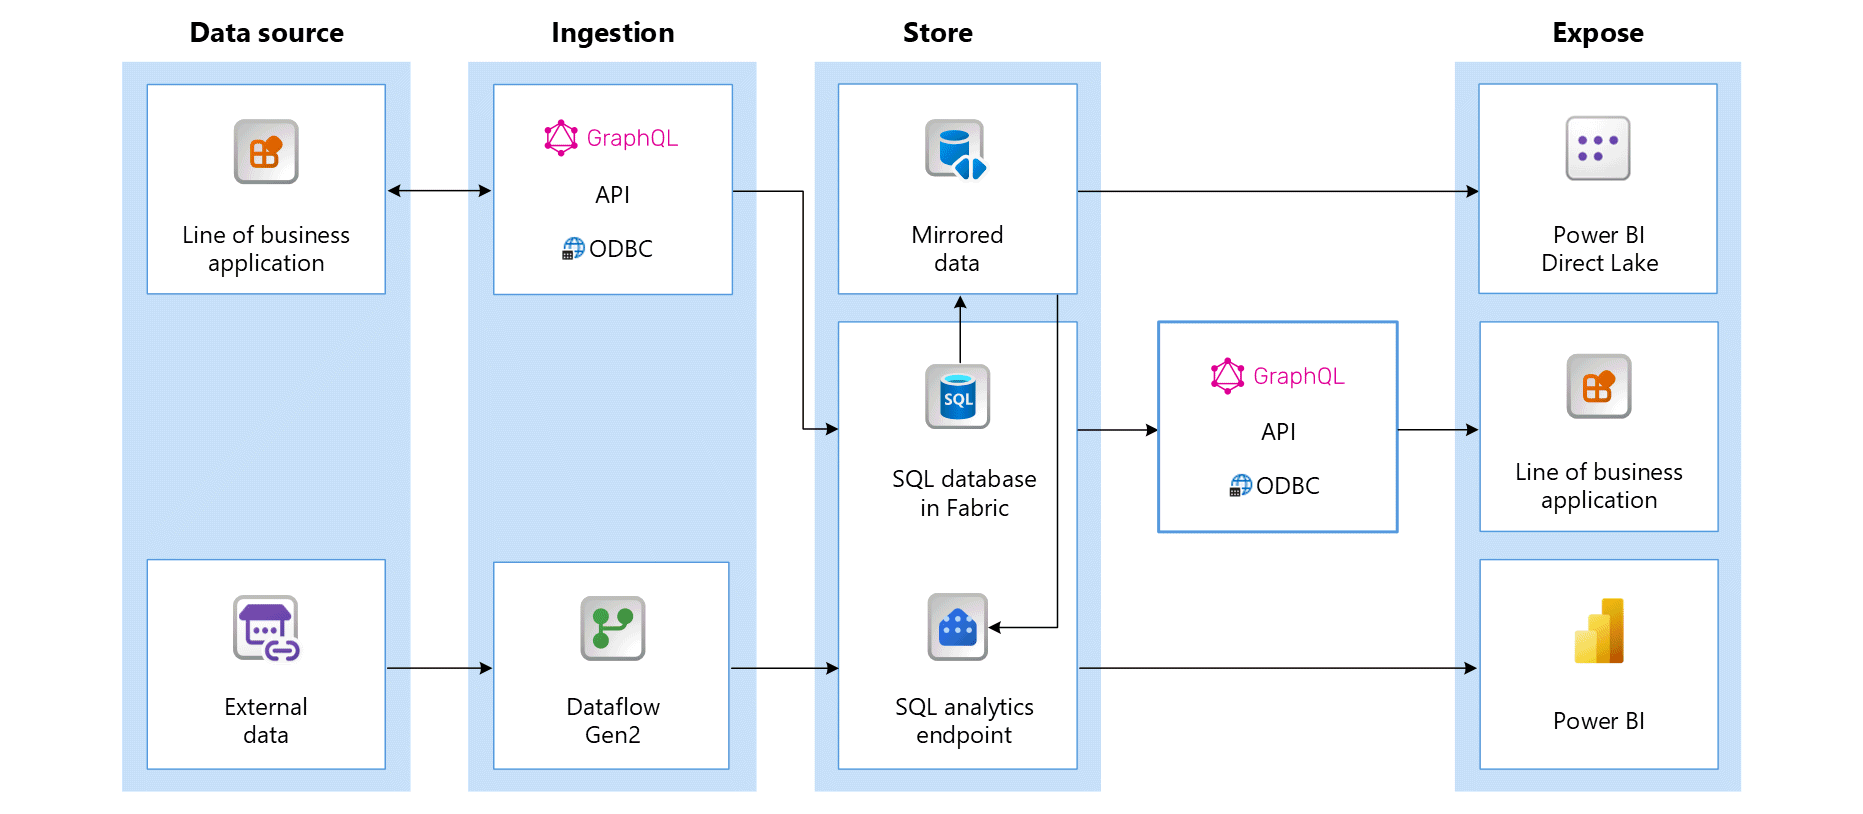 Data source
Ingestion
Store
Expose
Line of business
application
GraphQL
API
ODBC
Mirrored
data
Power BI
Direct Lake
SQL
SQL database
in Fabric
GraphQL
API
ODBC
Line of business
application
External
data
Dataflow
Gen2
SQL analytics
endpoint
Power BI